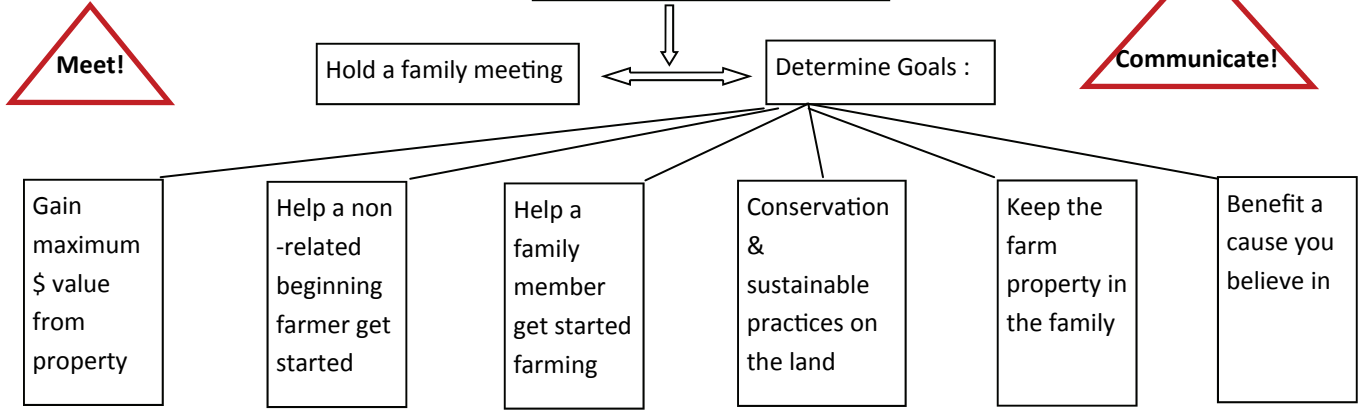 Meet!
Hold a family meeting
Determine Goals :
Communicate!
Gain
maximum
$ value
from
property
Help a non
-related
beginning
farmer get
started
Help a
family
member
get started
farming
Conservation
&
sustainable
practices on
the land
Keep the
farm
property in
the family
Benefit a
cause you
believe in